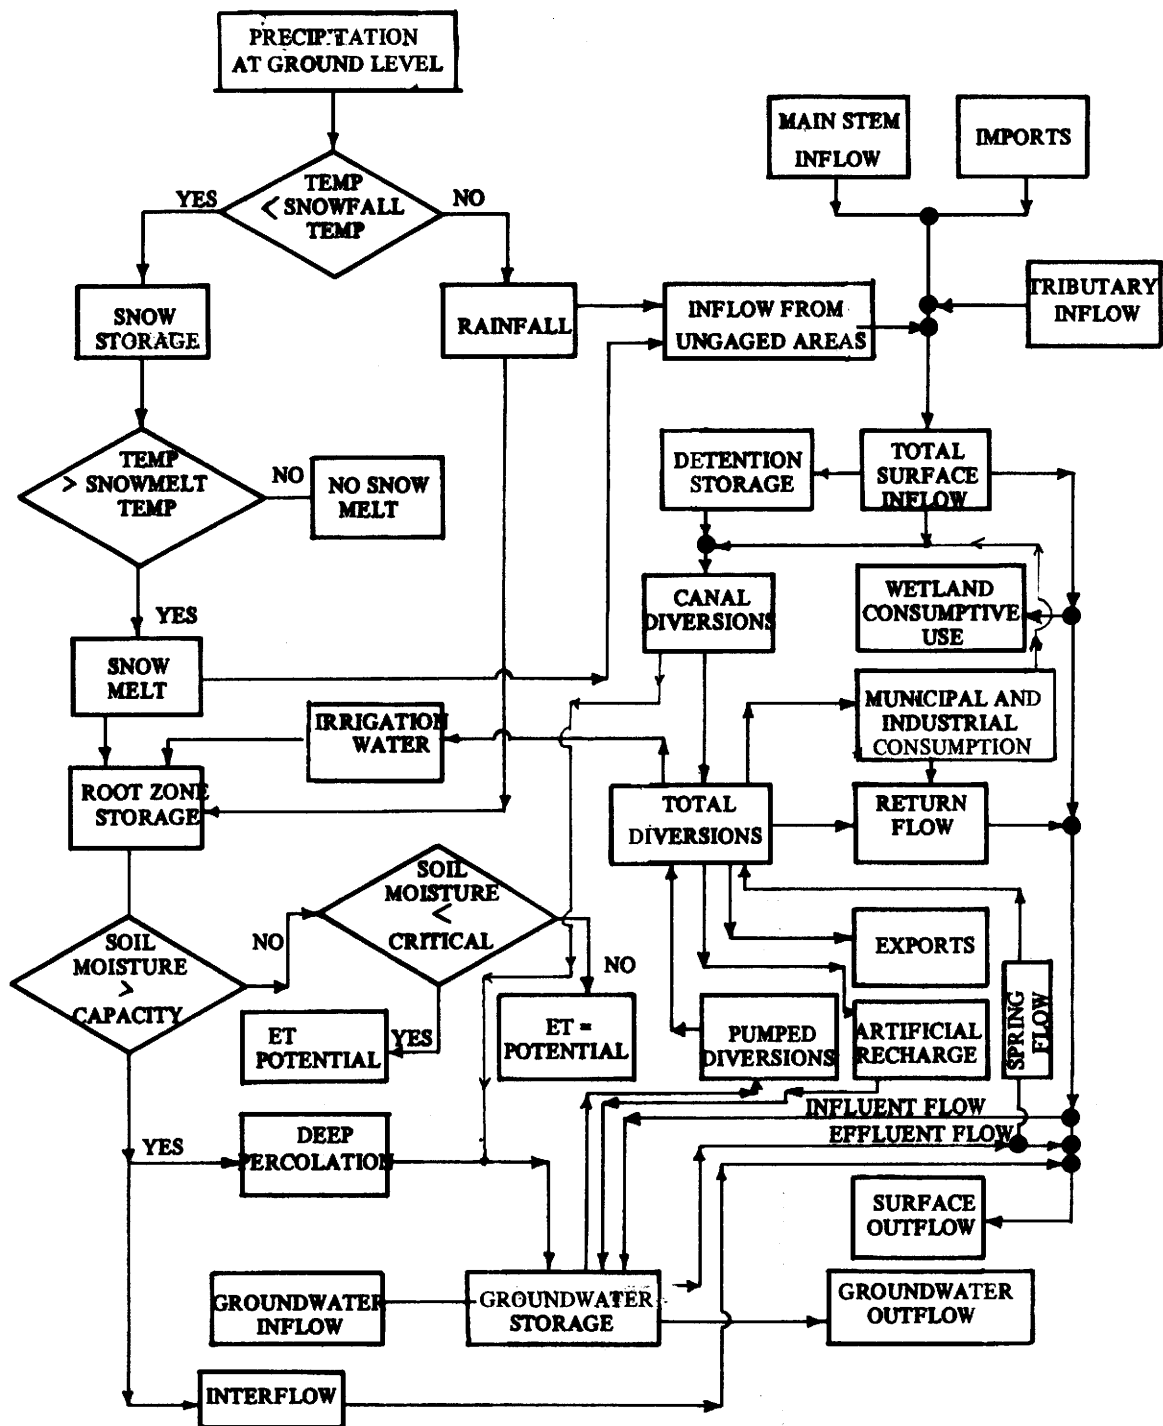 PRECIPITATION
AT GROUND LEVEL
MAIN STEM
INFLOW
IMPORTS
TEMP
< SNOWFALL
TEMP
YES
NO
SNOW
STORAGE
RAINFALL
INFLOW FROM
UNGAGED AREAS
TRIBUTARY
INFLOW
TEMP
> SNOWMELT
TEMP
NO
NO SNOW
MELT
DETENTION
STORAGE
TOTAL
SURFACE
INFLOW
YES
CANAL
DIVERSIONS
WETLAND
CONSUMPTIVE
USE
SNOW
MELT
IRRIGATION
WATER
MUNICIPAL AND
INDUSTRIAL
CONSUMPTION
ROOT ZONE
STORAGE
TOTAL
DIVERSIONS
RETURN
FLOW
SOIL
MOISTURE
<
CRITICAL
SOIL
MOISTURE
>
CAPACITY
NO
NO
EXPORTS
ET
POTENTIAL
YES
ET =
POTENTIAL
PUMPED
DIVERSIONS
ARTIFICIAL
RECHARGE
SPRING
FLOW
INFLUENT FLOW
EFFLUENT FLOW
YES
DEEP
PERCOLATION
SURFACE
OUTFLOW
GROUNDWATER
INFLOW
GROUNDWATER
STORAGE
GROUNDWATER
OUTFLOW
INTERFLOW